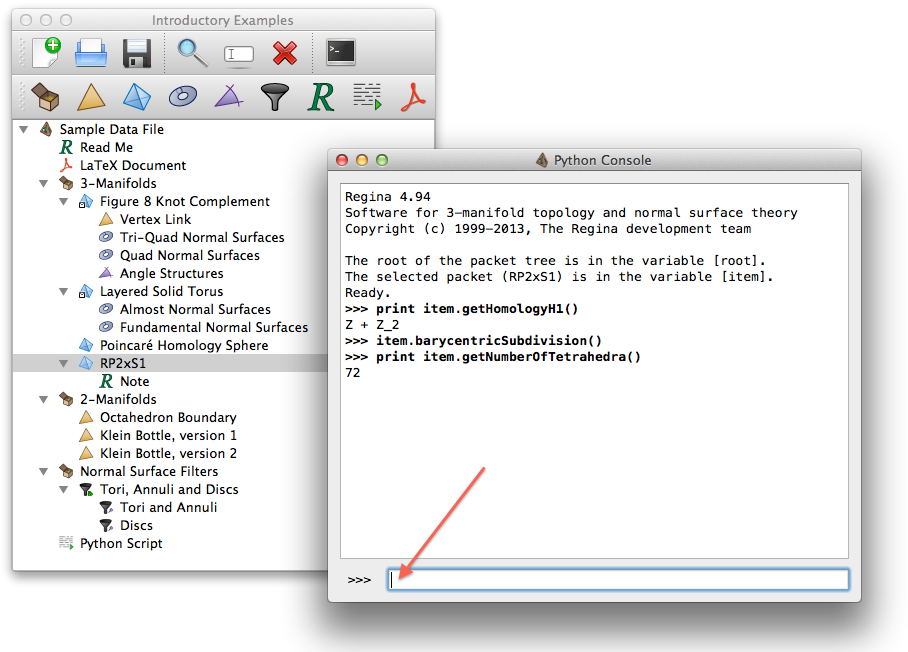 Introductory Examples
Sample Data File
Read Me
LaTeX Document
3-Manifolds
Figure 8 Knot Complement
Vertex Link
Tri-Quad Normal Surfaces
Quad Normal Surfaces
Angle Structures
Layered Solid Torus
Almost Normal Surfaces
Fundamental Normal Surfaces
Poincaré Homology Sphere
RP2xS1
Note
2-Manifolds
Octahedron Boundary
Klein Bottle, version 1
Klein Bottle, version 2
Normal Surface Filters
Tori, Annuli and Discs
Tori and Annuli
Discs
Python Script
Python Console
Regina 4.94
Software for 3-manifold topology and normal surface theory
Copyright (c) 1999-2013, The Regina development team
The root of the packet tree is in the variable [root].
The selected packet (RP2xS1) is in the variable [item].
Ready.
>>> print item.getHomologyH1()
Z + Z_2
>>> item.barycentricSubdivision()
>>> print item.getNumberOfTetrahedra()
72
>>>